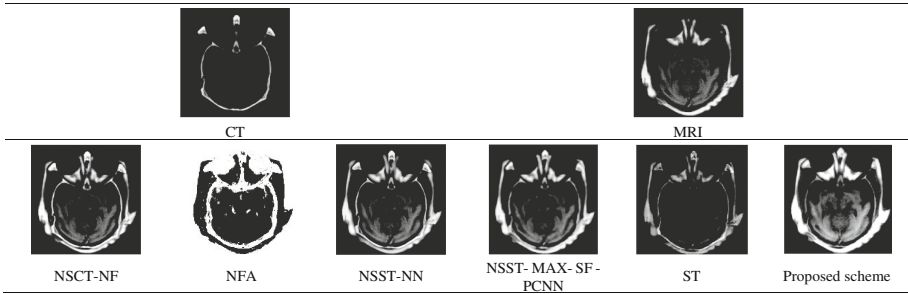 CT
MRI
NSCT-NF
NFA
NSST-NN
NSST- MAX- SF -
PCNN
ST
Proposed scheme